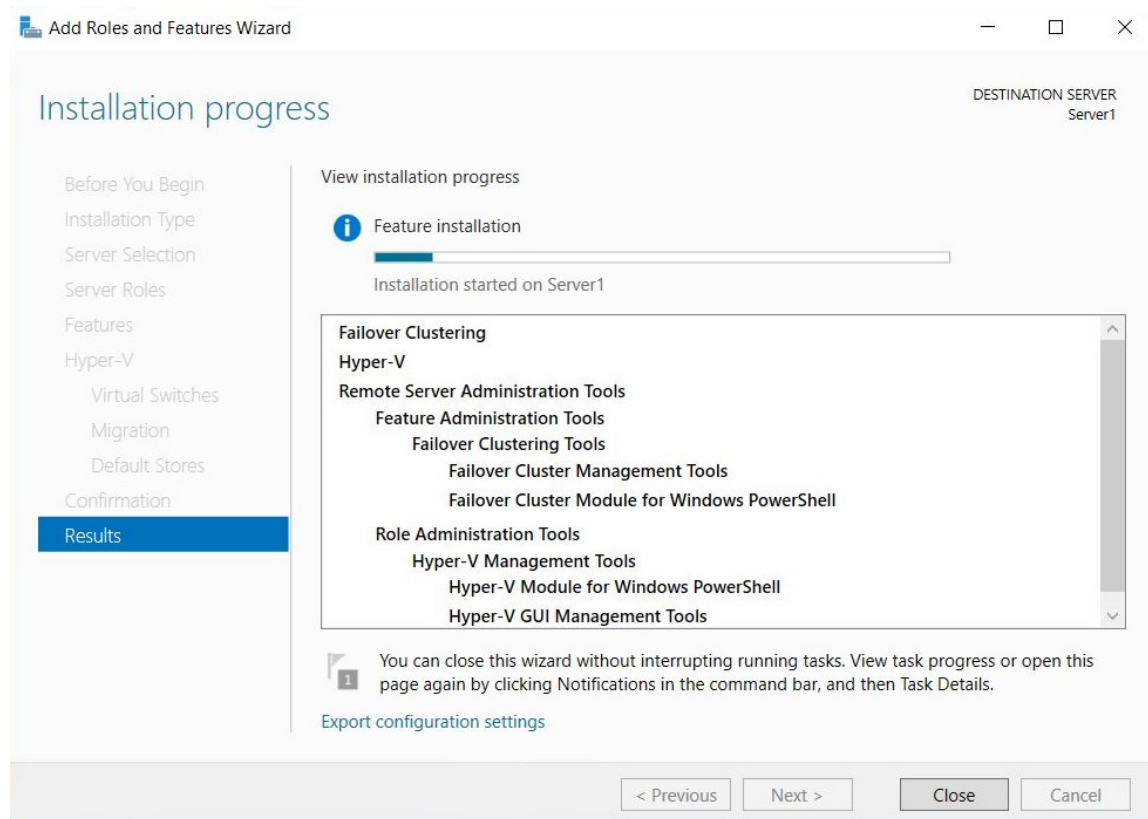 Add Roles and Features Wizard
Installation progress
DESTINATION SERVER
Server1
Before You Begin
Installation Type
Server Selection
Server Roles
Features
Hyper-V
Virtual Switches
Migration
Default Stores
Confirmation
Results
View installation progress
Feature installation
Installation started on Server1
Failover Clustering
Hyper-V
Remote Server Administration Tools
Feature Administration Tools
Failover Clustering Tools
Failover Cluster Management Tools
Failover Cluster Module for Windows PowerShell
Role Administration Tools
Hyper-V Management Tools
Hyper-V Module for Windows PowerShell
Hyper-V GUI Management Tools
1
You can close this wizard without interrupting running tasks. View task progress or open this
page again by clicking Notifications in the command bar, and then Task Details.
Export configuration settings
< Previous
Next >
Close
Cancel